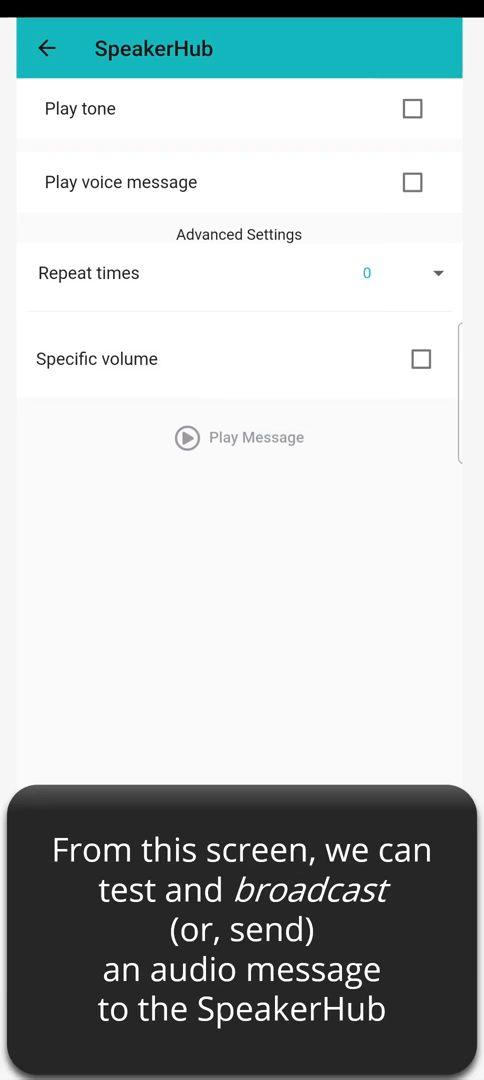 SpeakerHub
Play tone
Play voice message
Advanced Settings
Repeat times 0
Specific volume
Play Message
From this screen, we can
test and broadcast
(or, send)
an audio message
to the SpeakerHub